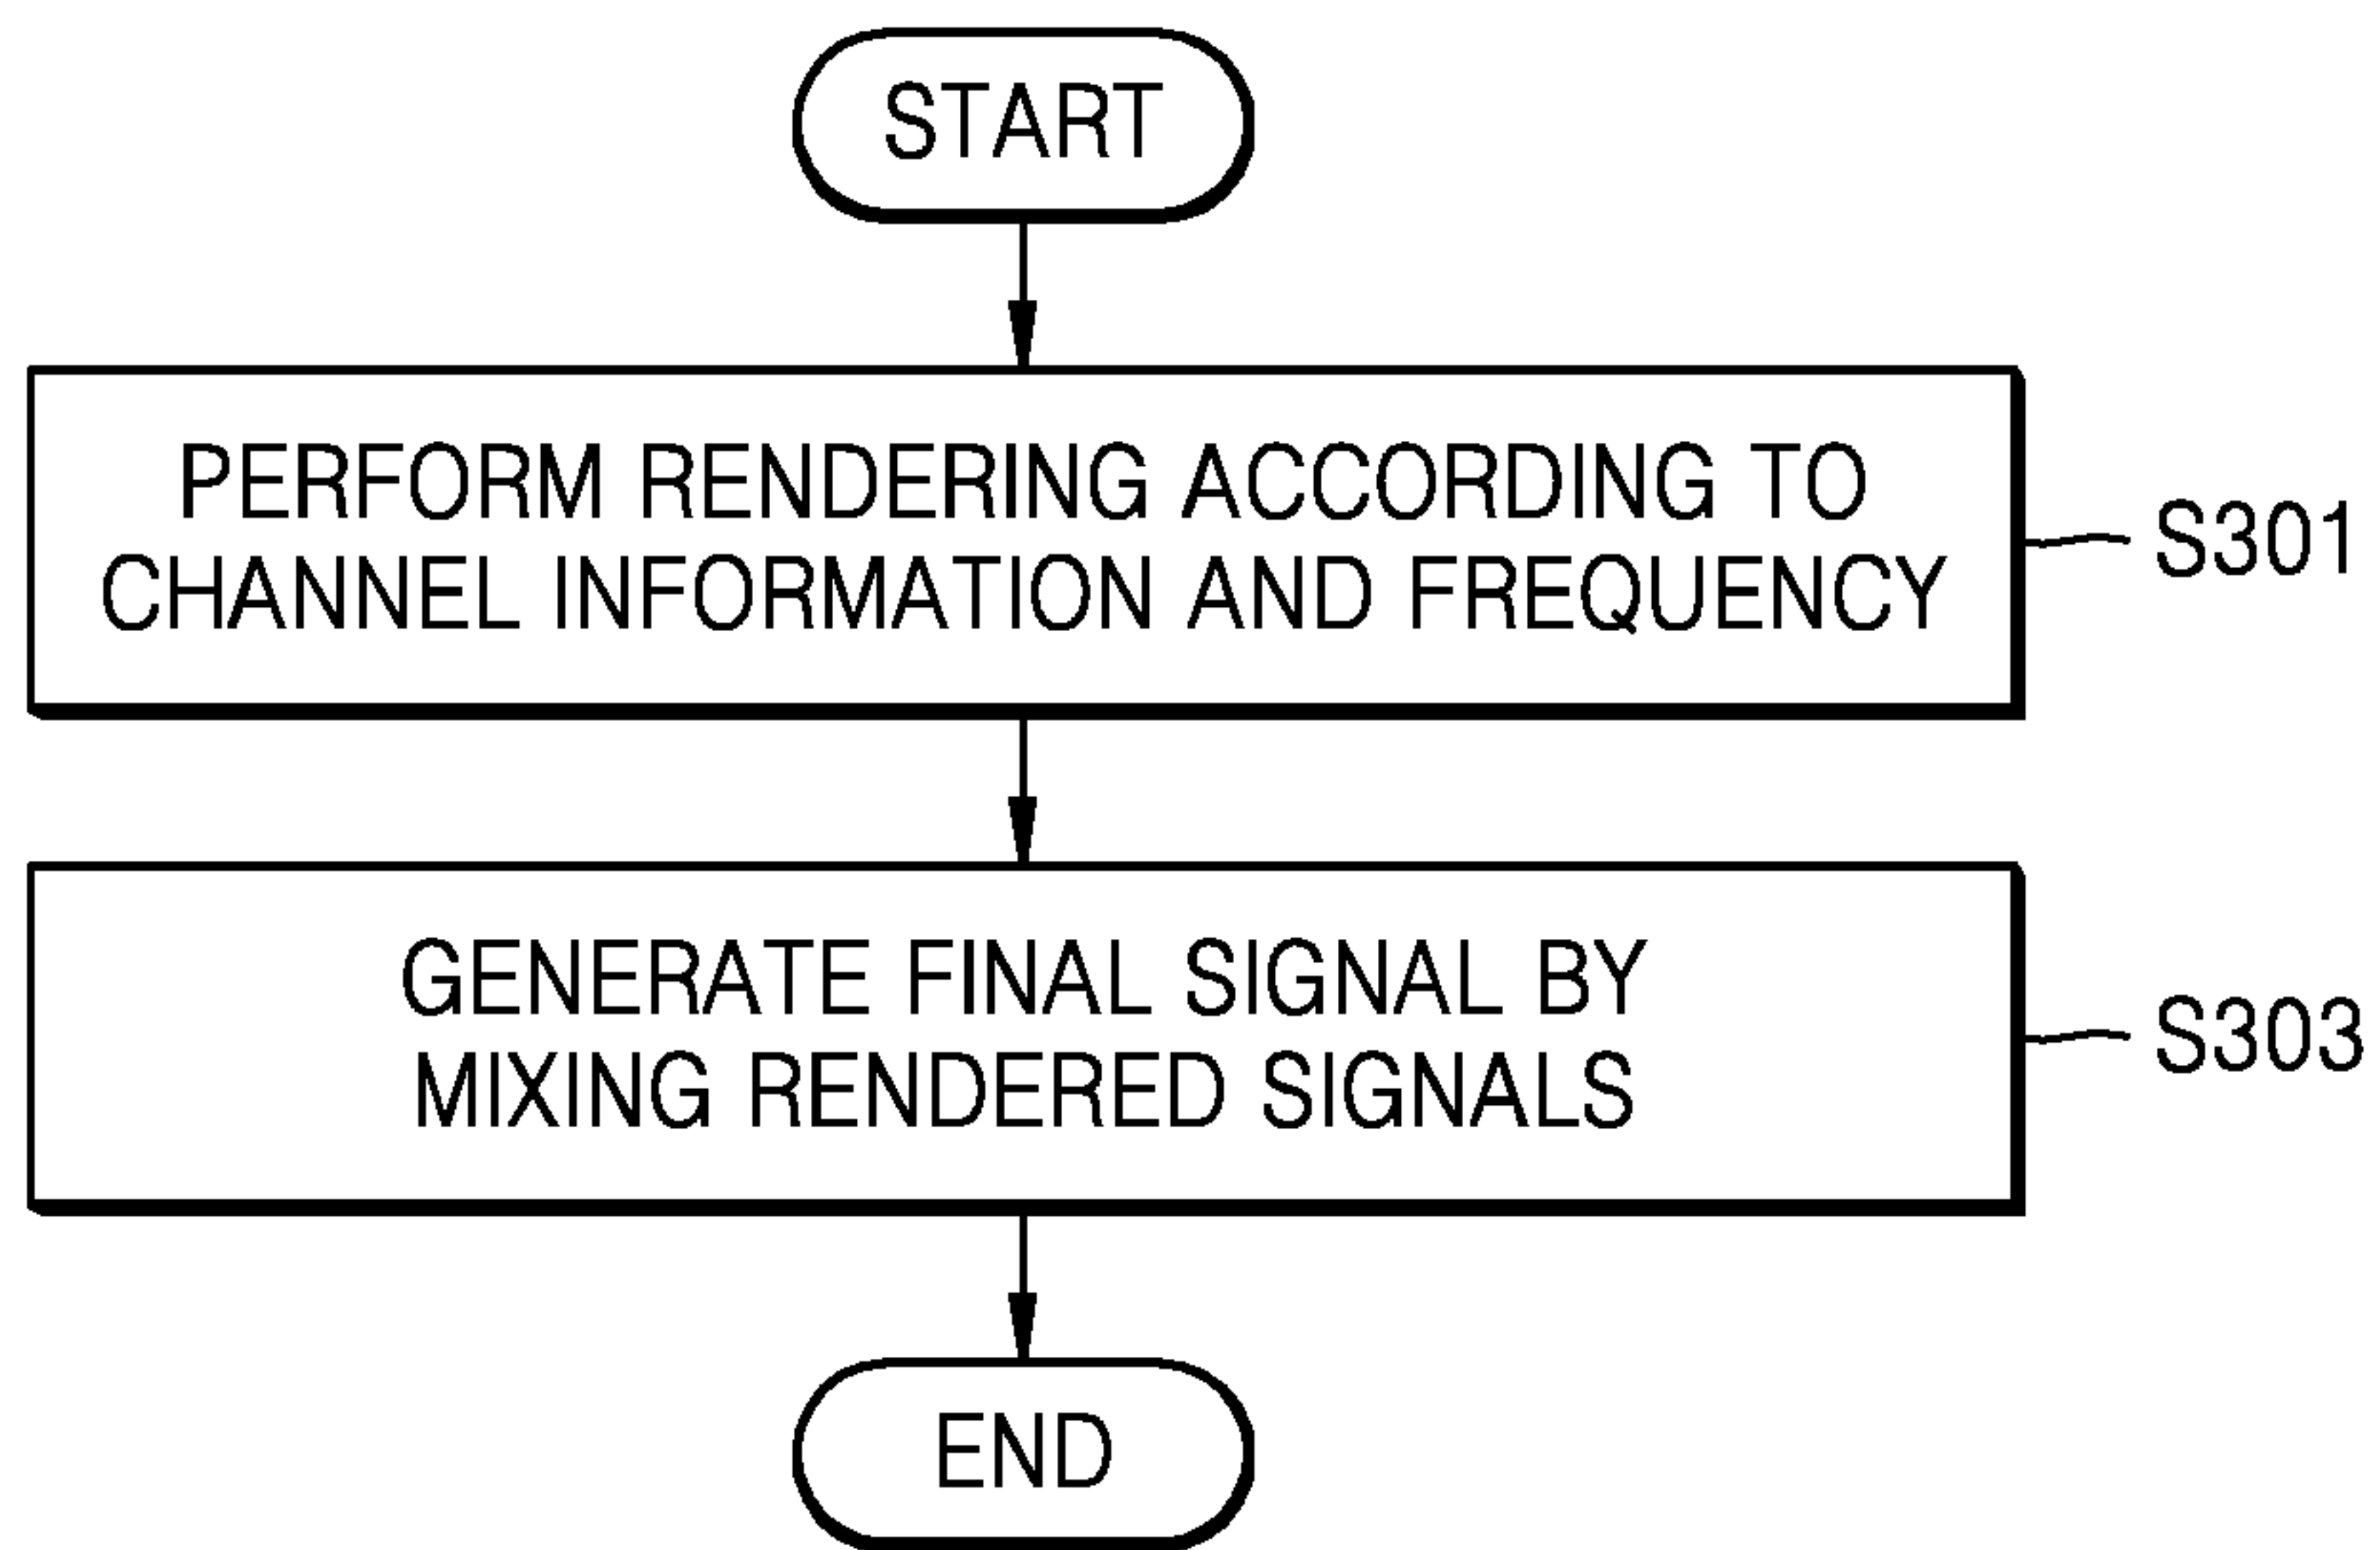 START
PERFORM RENDERING ACCORDING TO
CHANNEL INFORMATION AND FREQUENCY
S301
GENERATE FINAL SIGNAL BY
MIXING RENDERED SIGNALS
S303
END